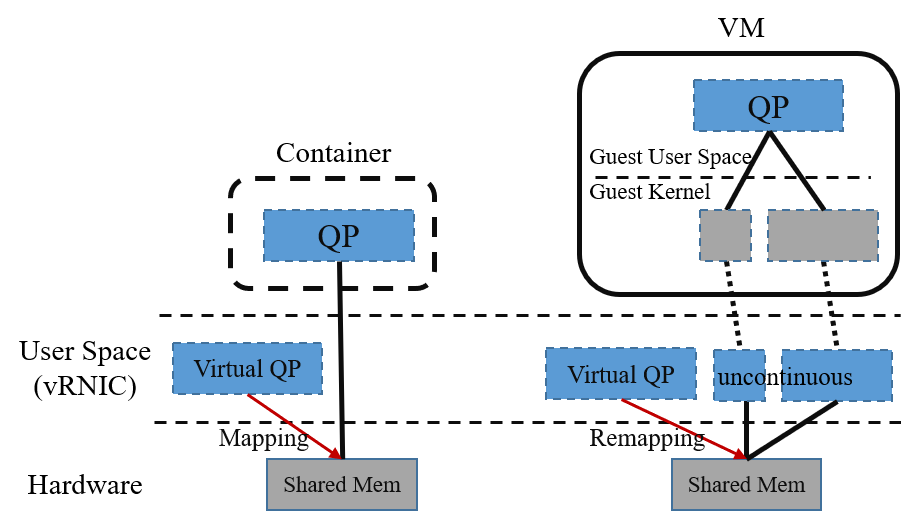 VM
QP
Container
Guest User Space
Guest Kernel
QP
User Space
(vRNIC)
Virtual QP
Virtual QP
uncontinuous
Mapping
Remapping
Hardware
Shared Mem
Shared Mem